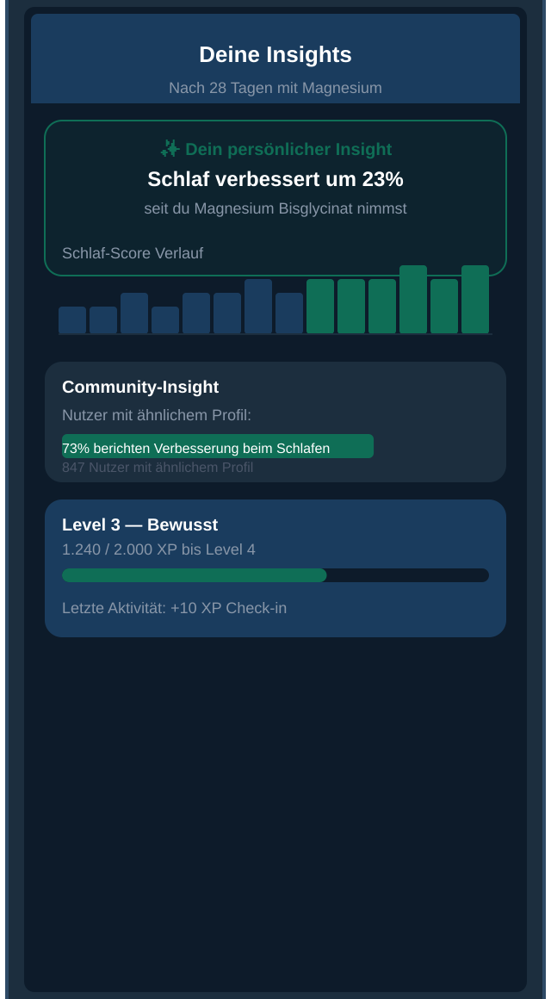 Deine Insights
Nach 28 Tagen mit Magnesium
✨ Dein persönlicher Insight
Schlaf verbessert um 23%
seit du Magnesium Bisglycinat nimmst
Schlaf-Score Verlauf
Community-Insight
Nutzer mit ähnlichem Profil:
73% berichten Verbesserung beim Schlafen
847 Nutzer mit ähnlichem Profil
Level 3 — Bewusst
1.240 / 2.000 XP bis Level 4
Letzte Aktivität: +10 XP Check-in